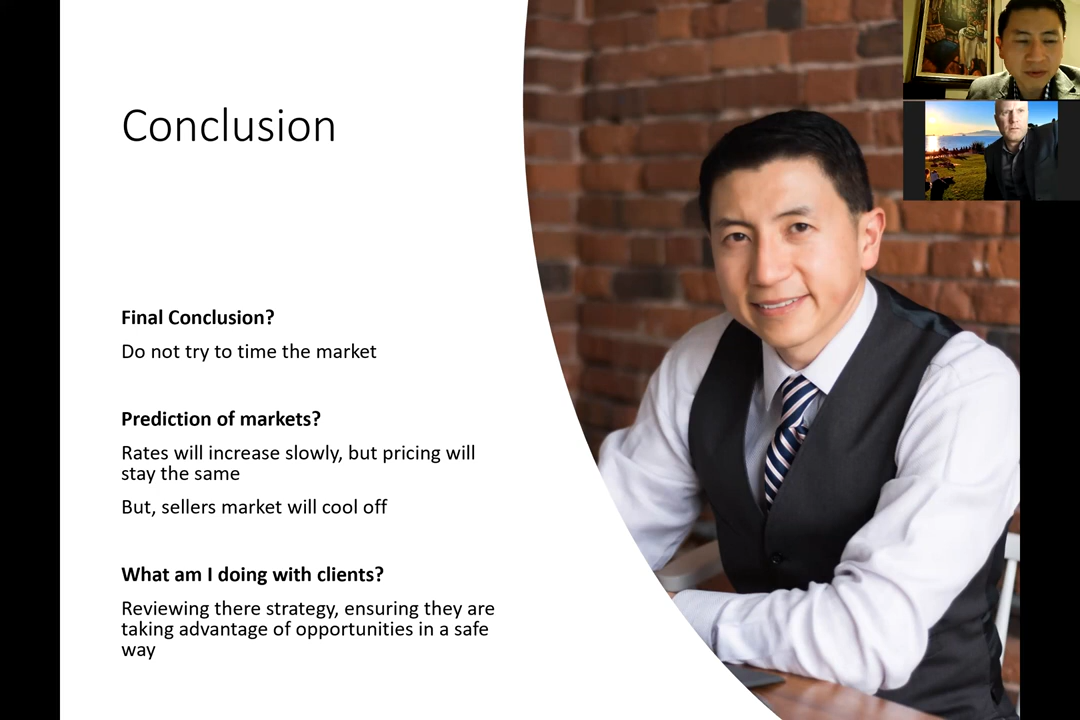 Conclusion
Final Conclusion?
Do not try to time the market
Prediction of markets?
Rates will increase slowly, but pricing will
stay the same
But, sellers market will cool off
What am I doing with clients?
Reviewing there strategy, ensuring they are
taking advantage of opportunities in a safe
way